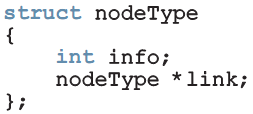 struct nodeType
{
    int info;
    nodeType *link;
};